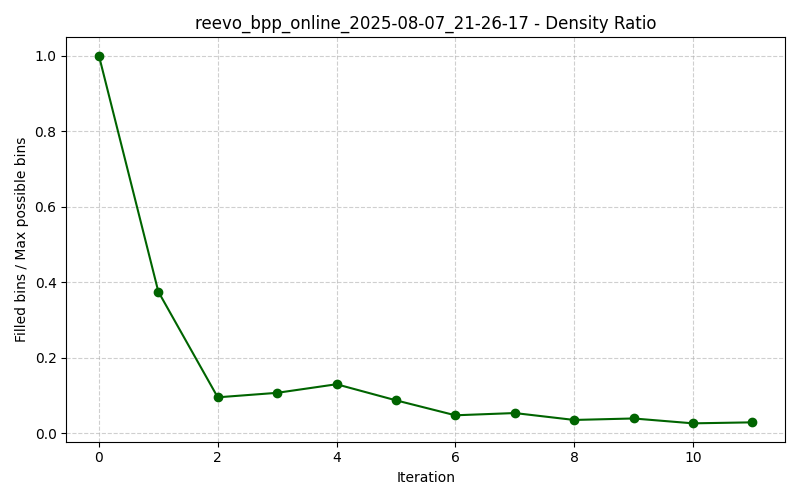 reevo_bpp_online_2025-08-07_21-26-17 - Density Ratio
Filled bins / Max possible bins
1.0
0.8
0.6
0.4
0.2
0.0
0 2 4 6 8 10
Iteration